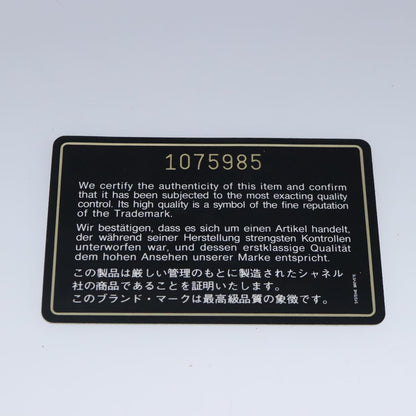 1075985
We certify the authenticity of this item and confirm
that it has been subjected to the most exacting quality
control. Its high quality is a symbol of the fine reputation
of the Trademark.
Wir bestätigen, dass es sich um einen Artikel handelt,
der während seiner Herstellung strengsten Kontrollen
unterworfen war, und dessen erstklassige Qualität
dem hohen Ansehen unserer Marke entspricht.
この製品は厳しい管理のもとに製造されたシャネル
社の商品であることを証明いたします。
このブランド・マークは最高級品質の象徴です。